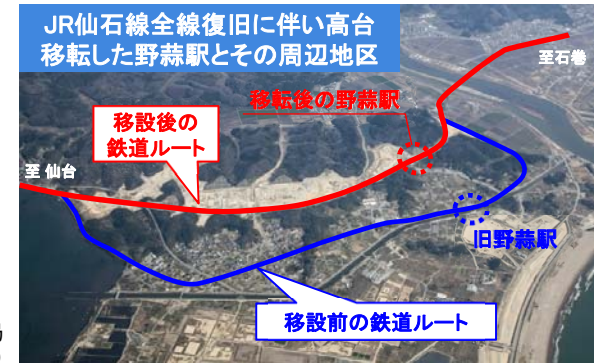 JR仙石線全線復旧に伴い高台
移転した野蒜駅とその周辺地区
至石巻
移転後の野蒜駅
移設後の
鉄道ルート
至 仙台
旧野蒜駅
移設前の鉄道ルート